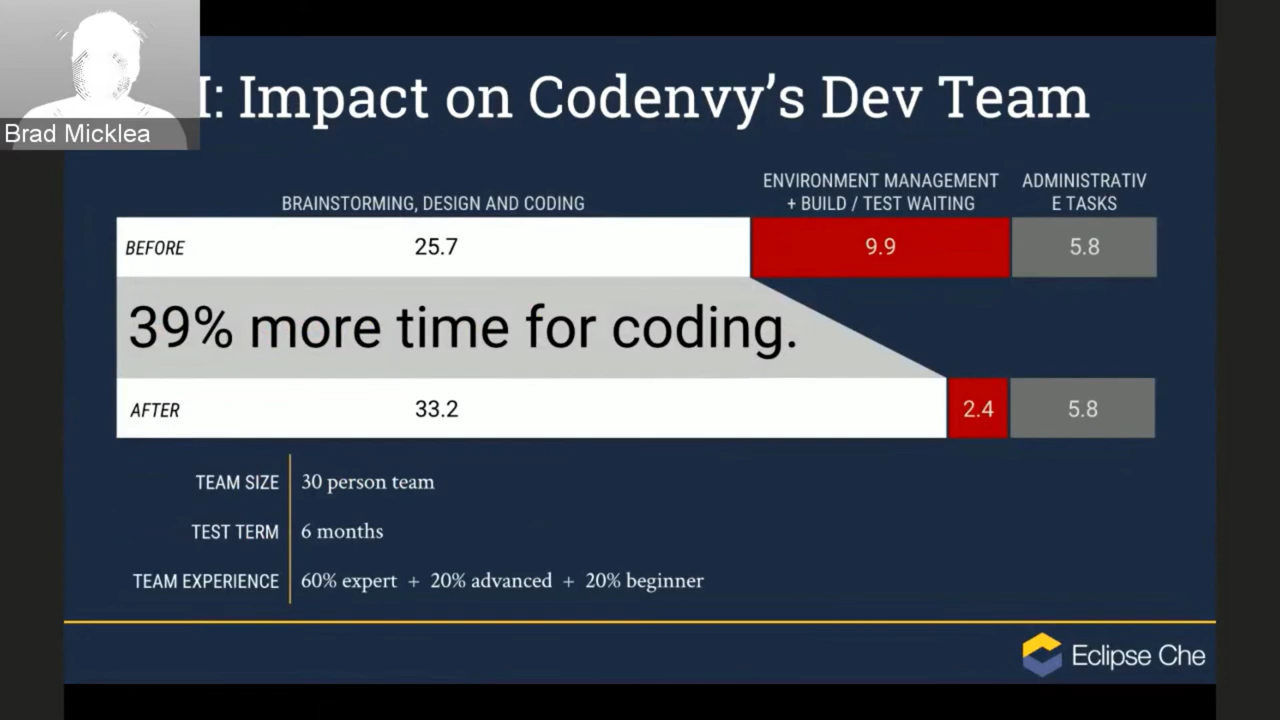 I: Impact on Codenvy's Dev Team
Brad Micklea
BRAINSTORMING, DESIGN AND CODING
ENVIRONMENT MANAGEMENT
+ BUILD / TEST WAITING
ADMINISTRATIV
E TASKS
BEFORE 25.7 9.9 5.8
39% more time for coding.
AFTER 33.2 2.4 5.8
TEAM SIZE 30 person team
TEST TERM 6 months
TEAM EXPERIENCE 60% expert + 20% advanced + 20% beginner
Eclipse Che